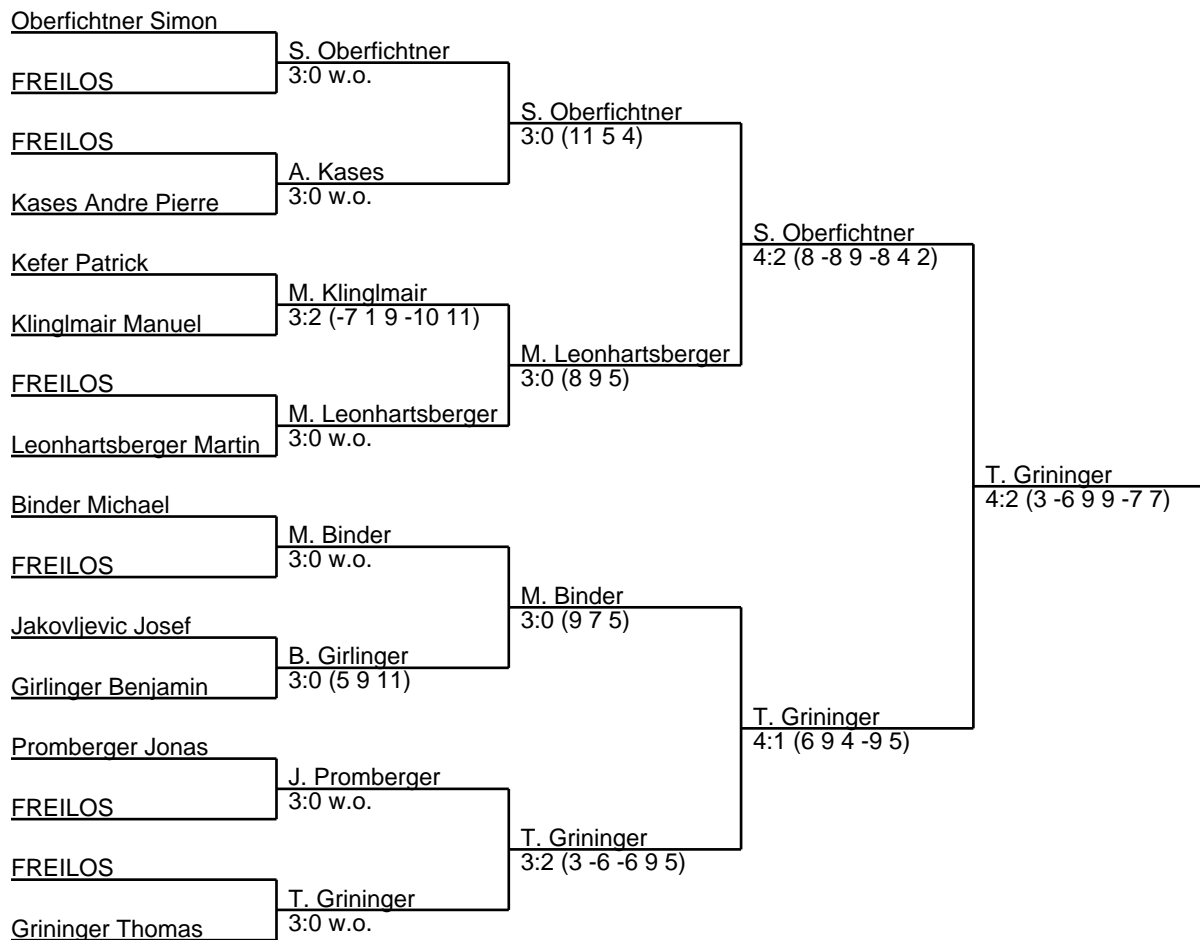 Oberfichtner Simon
FREILOS
FREILOS
Kases Andre Pierre
Kefer Patrick
Klinglmair Manuel
FREILOS
Leonhartsberger Martin
Binder Michael
FREILOS
Jakovljevic Josef
Girlinger Benjamin
Promberger Jonas
FREILOS
FREILOS
Grininger Thomas
S. Oberfichtner
3:0 w.o.
A. Kases
3:0 w.o.
M. Klinglmair
3:2 (-7 1 9 -10 11)
M. Leonhartsberger
3:0 w.o.
M. Binder
3:0 w.o.
B. Girlinger
3:0 (5 9 11)
J. Promberger
3:0 w.o.
T. Grininger
3:0 w.o.
S. Oberfichtner
3:0 (11 5 4)
M. Leonhartsberger
3:0 (8 9 5)
M. Binder
3:0 (9 7 5)
T. Grininger
3:2 (3 -6 -6 9 5)
S. Oberfichtner
4:2 (8 -8 9 -8 4 2)
T. Grininger
4:1 (6 9 4 -9 5)
T. Grininger
4:2 (3 -6 9 9 -7 7)